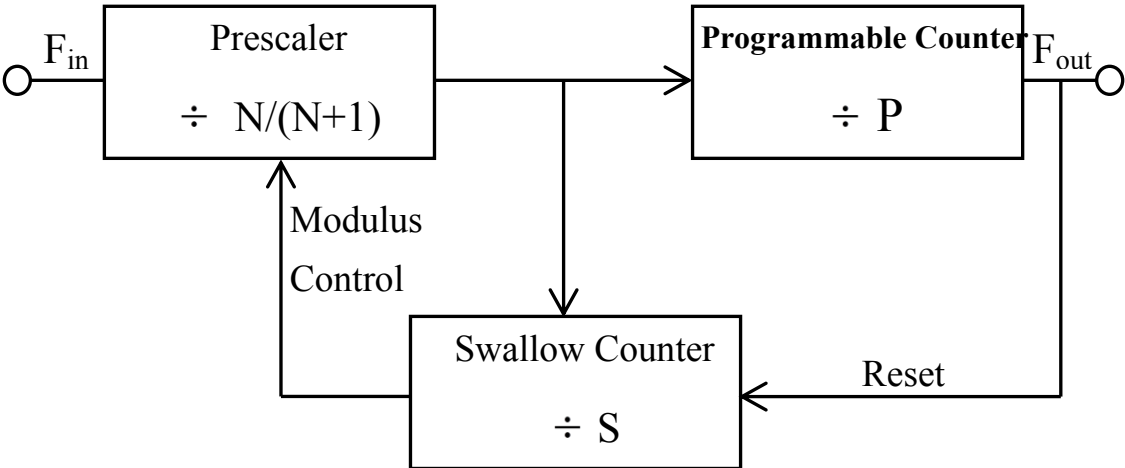 F_in
Prescaler
÷ N/(N+1)
Programmable Counter
÷ P
F_out
Modulus
Control
Swallow Counter
÷ S
Reset